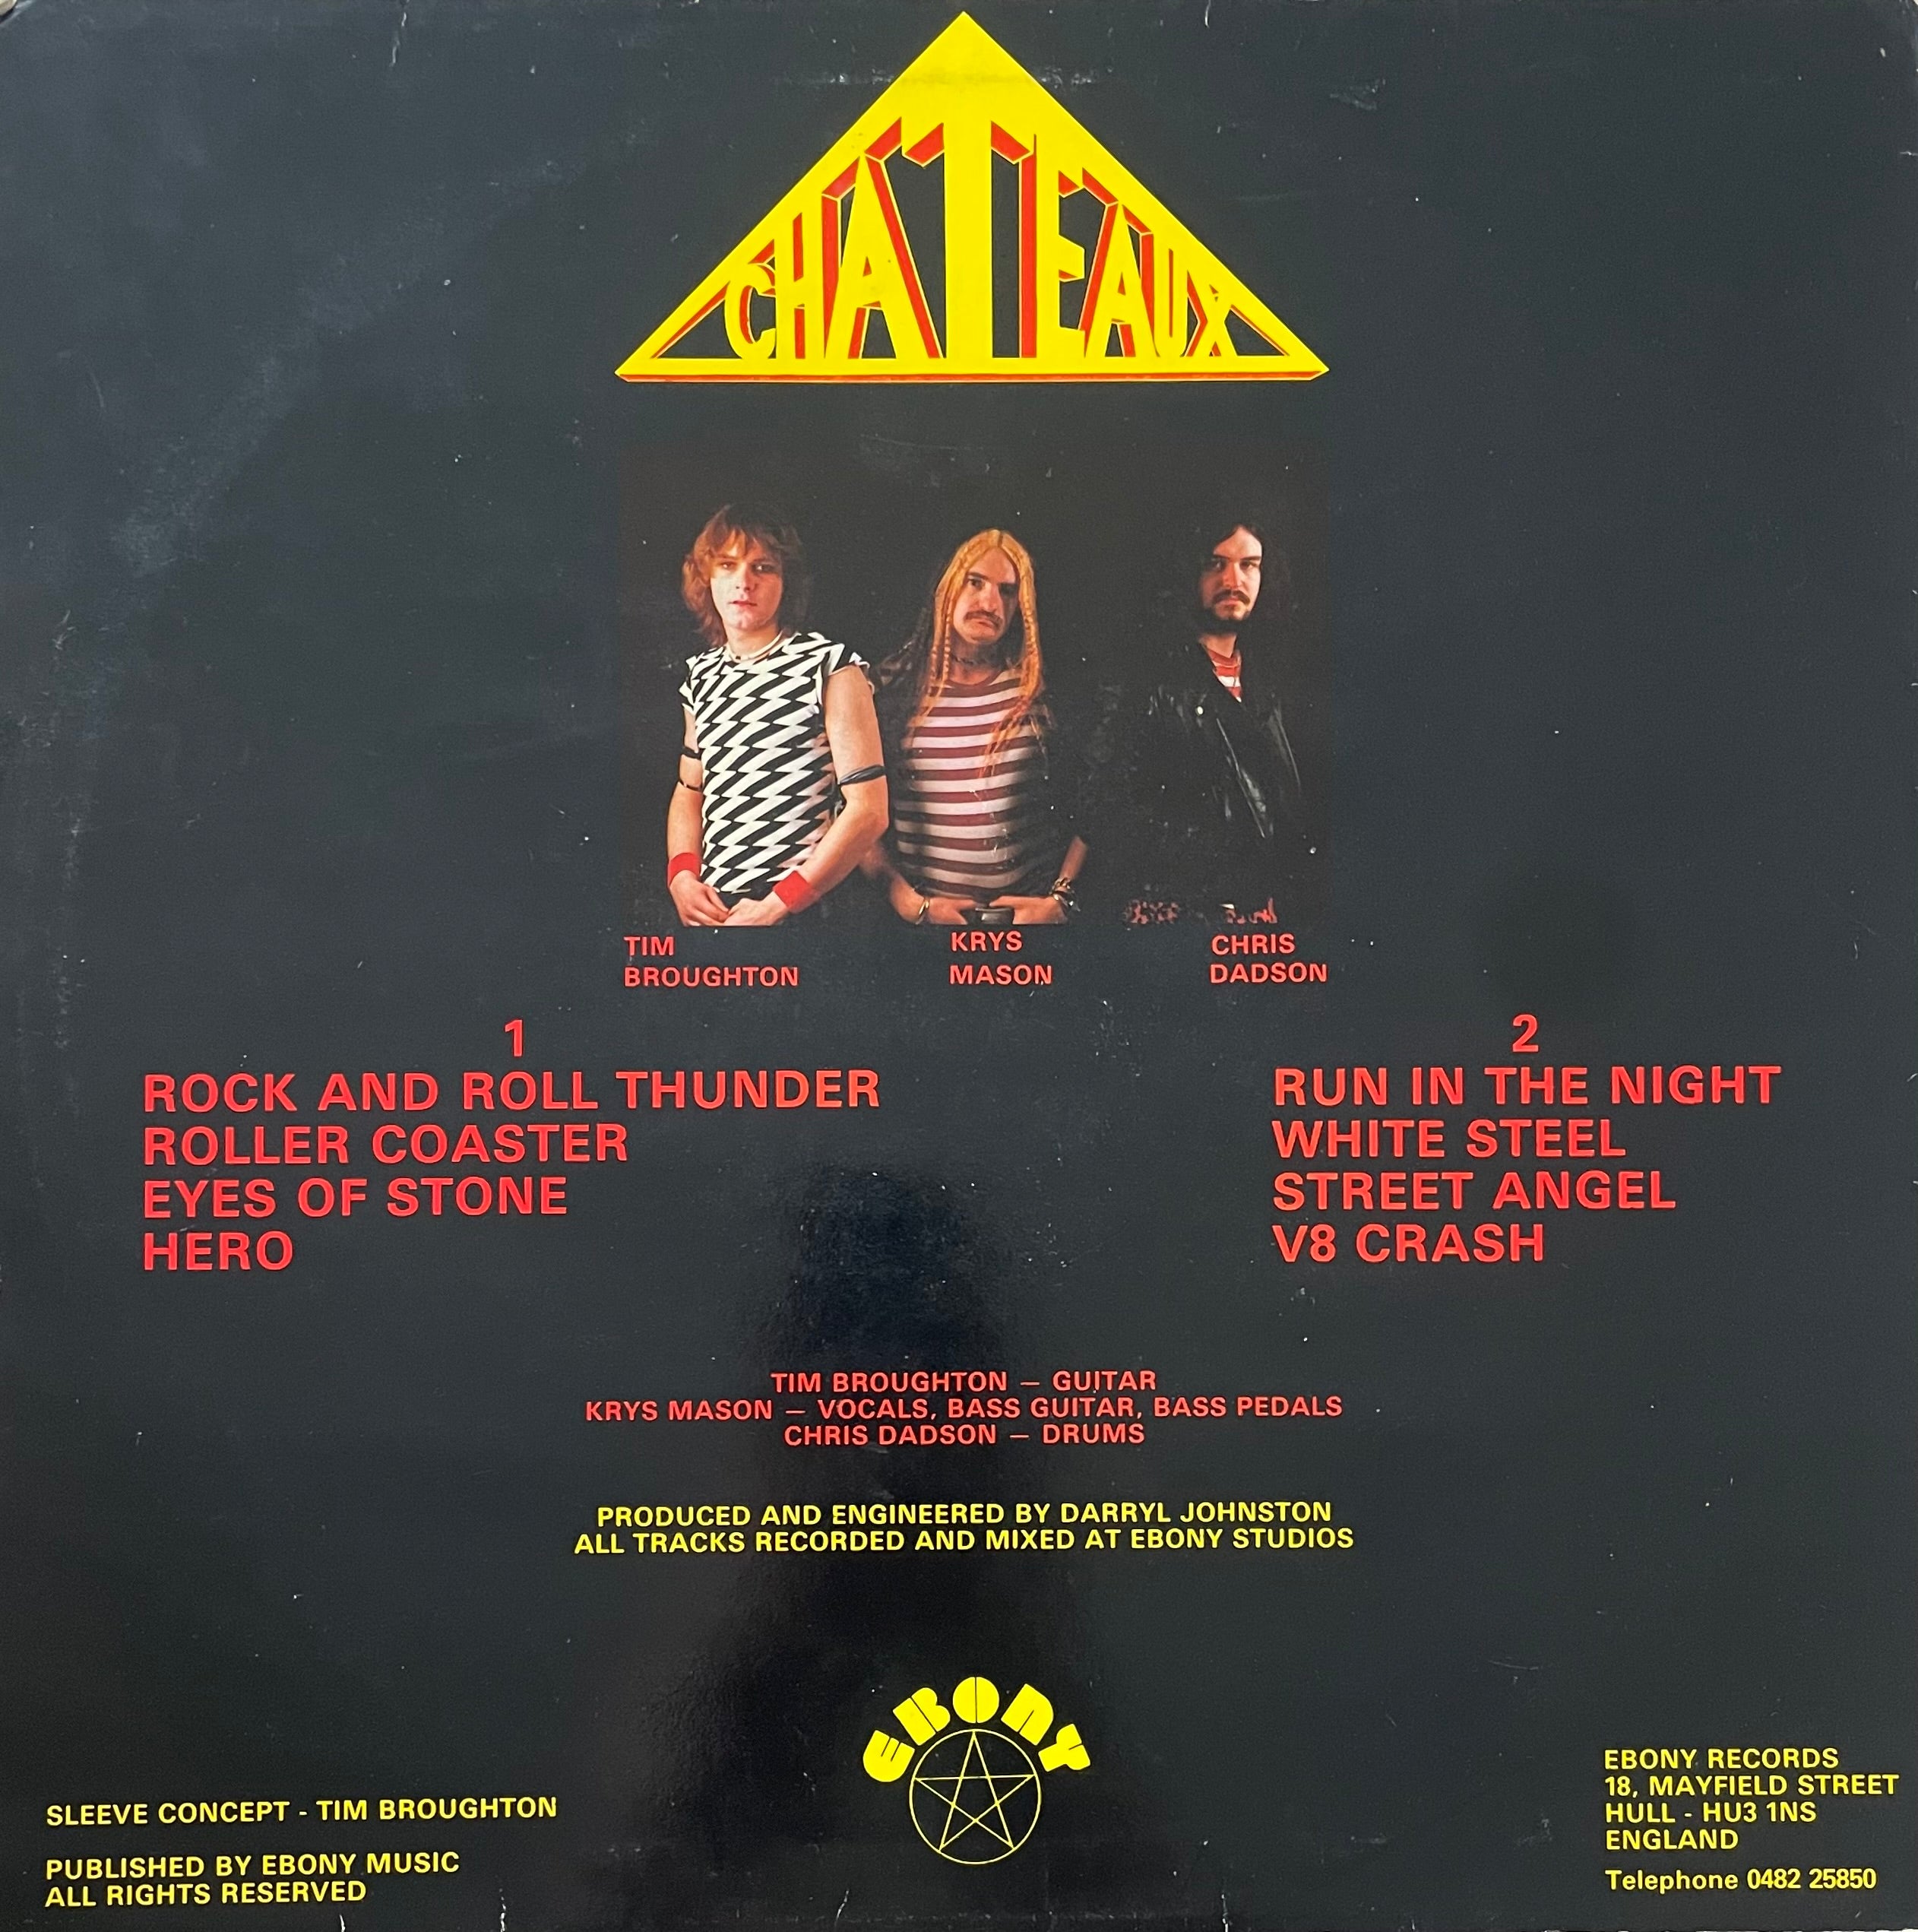 CHATEAUX
TIM
BROUGHTON
KRYS
MASON
CHRIS
DADSON
1
ROCK AND ROLL THUNDER
ROLLER COASTER
EYES OF STONE
HERO
2
RUN IN THE NIGHT
WHITE STEEL
STREET ANGEL
V8 CRASH
TIM BROUGHTON – GUITAR
KRYS MASON – VOCALS, BASS GUITAR, BASS PEDALS
CHRIS DADSON – DRUMS
PRODUCED AND ENGINEERED BY DARRYL JOHNSTON
ALL TRACKS RECORDED AND MIXED AT EBONY STUDIOS
EBONY
SLEEVE CONCEPT - TIM BROUGHTON
PUBLISHED BY EBONY MUSIC
ALL RIGHTS RESERVED
EBONY RECORDS
18, MAYFIELD STREET
HULL - HU3 1NS
ENGLAND
Telephone 0482 25850